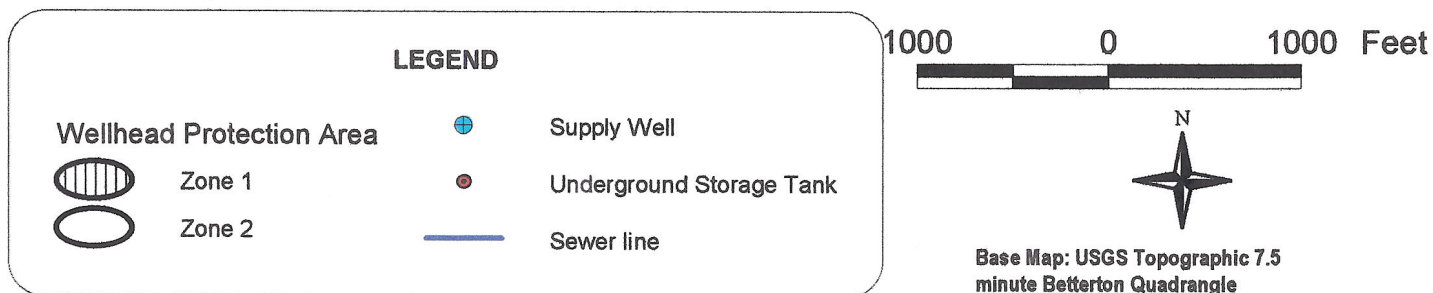 LEGEND
Wellhead Protection Area
Zone 1
Zone 2
Supply Well
Underground Storage Tank
Sewer line
1000 0 1000 Feet
N
Base Map: USGS Topographic 7.5
minute Betterton Quadrangle